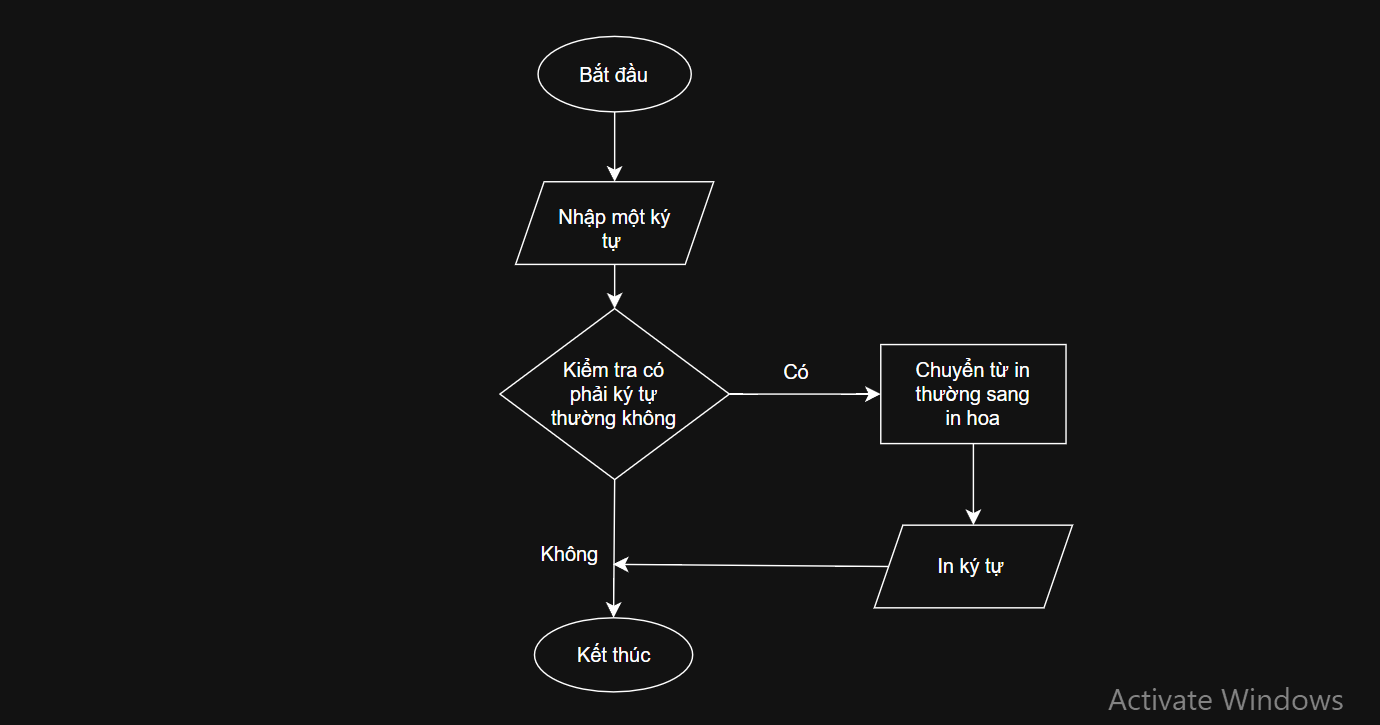 Bắt đầu
Nhập một ký
tự
Kiểm tra có
phải ký tự
thường không
Có
Chuyển từ in
thường sang
in hoa
Không
In ký tự
Kết thúc
Activate Windows